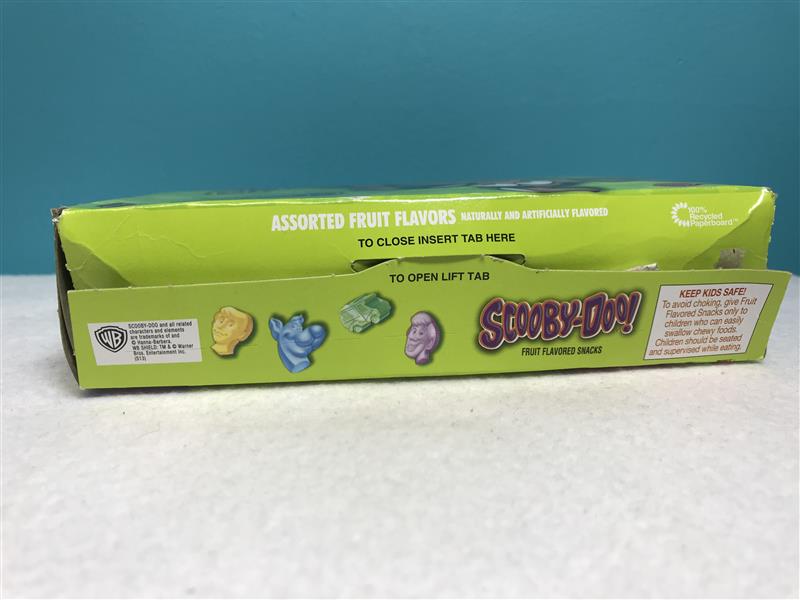 ASSORTED FRUIT FLAVORS NATURALLY AND ARTIFICIALLY FLAVORED
100%
Recycled
Paperboard™
TO CLOSE INSERT TAB HERE
TO OPEN LIFT TAB
WB
SCOOBY-DOO and all related
characters and elements
are trademarks of and
© Hanna-Barbera.
WB SHIELD: TM & © Warner
Bros. Entertainment Inc.
(S13)
SCOOBY-DOO!
FRUIT FLAVORED SNACKS
KEEP KIDS SAFE!
To avoid choking, give Fruit
Flavored Snacks only to
children who can easily
swallow chewy foods.
Children should be seated
and supervised while eating.